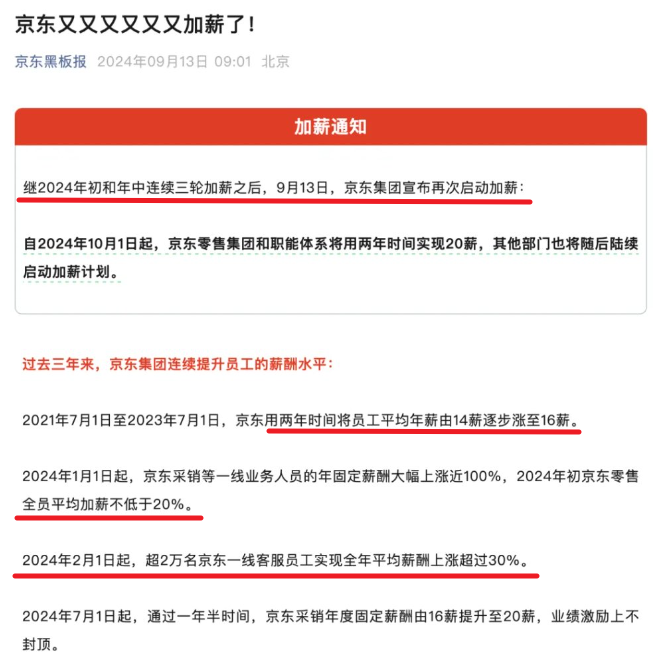 京东又又又又又又加薪了！
京东黑板报 2024年09月13日 09:01 北京
加薪通知
继2024年初和年中连续三轮加薪之后，9月13日，京东集团宣布再次启动加薪：
自2024年10月1日起，京东零售集团和职能体系将用两年时间实现20薪，其他部门也将随后陆续
启动加薪计划。
过去三年来，京东集团连续提升员工的薪酬水平：
2021年7月1日至2023年7月1日，京东用两年时间将员工平均年薪由14薪逐步涨至16薪。
2024年1月1日起，京东采销等一线业务人员的年固定薪酬大幅上涨近100%，2024年初京东零售
全员平均加薪不低于20%。
2024年2月1日起，超2万名京东一线客服员工实现全年平均薪酬上涨超过30%。
2024年7月1日起，通过一年半时间，京东采销年度固定薪酬由16薪提升至20薪，业绩激励上不
封顶。